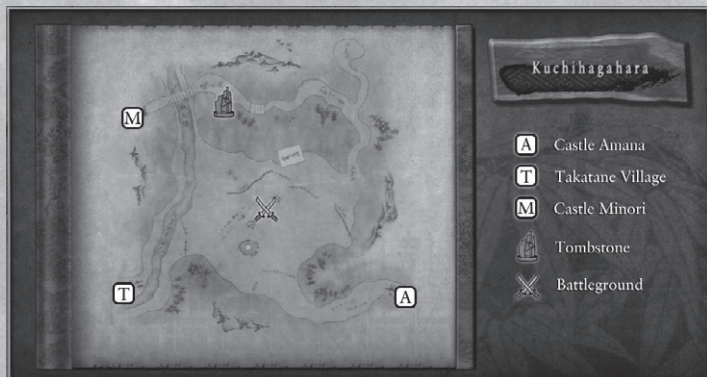 Kuchihagahara
M
T
A
A Castle Amana
T Takatane Village
M Castle Minori
Tombstone
Battleground